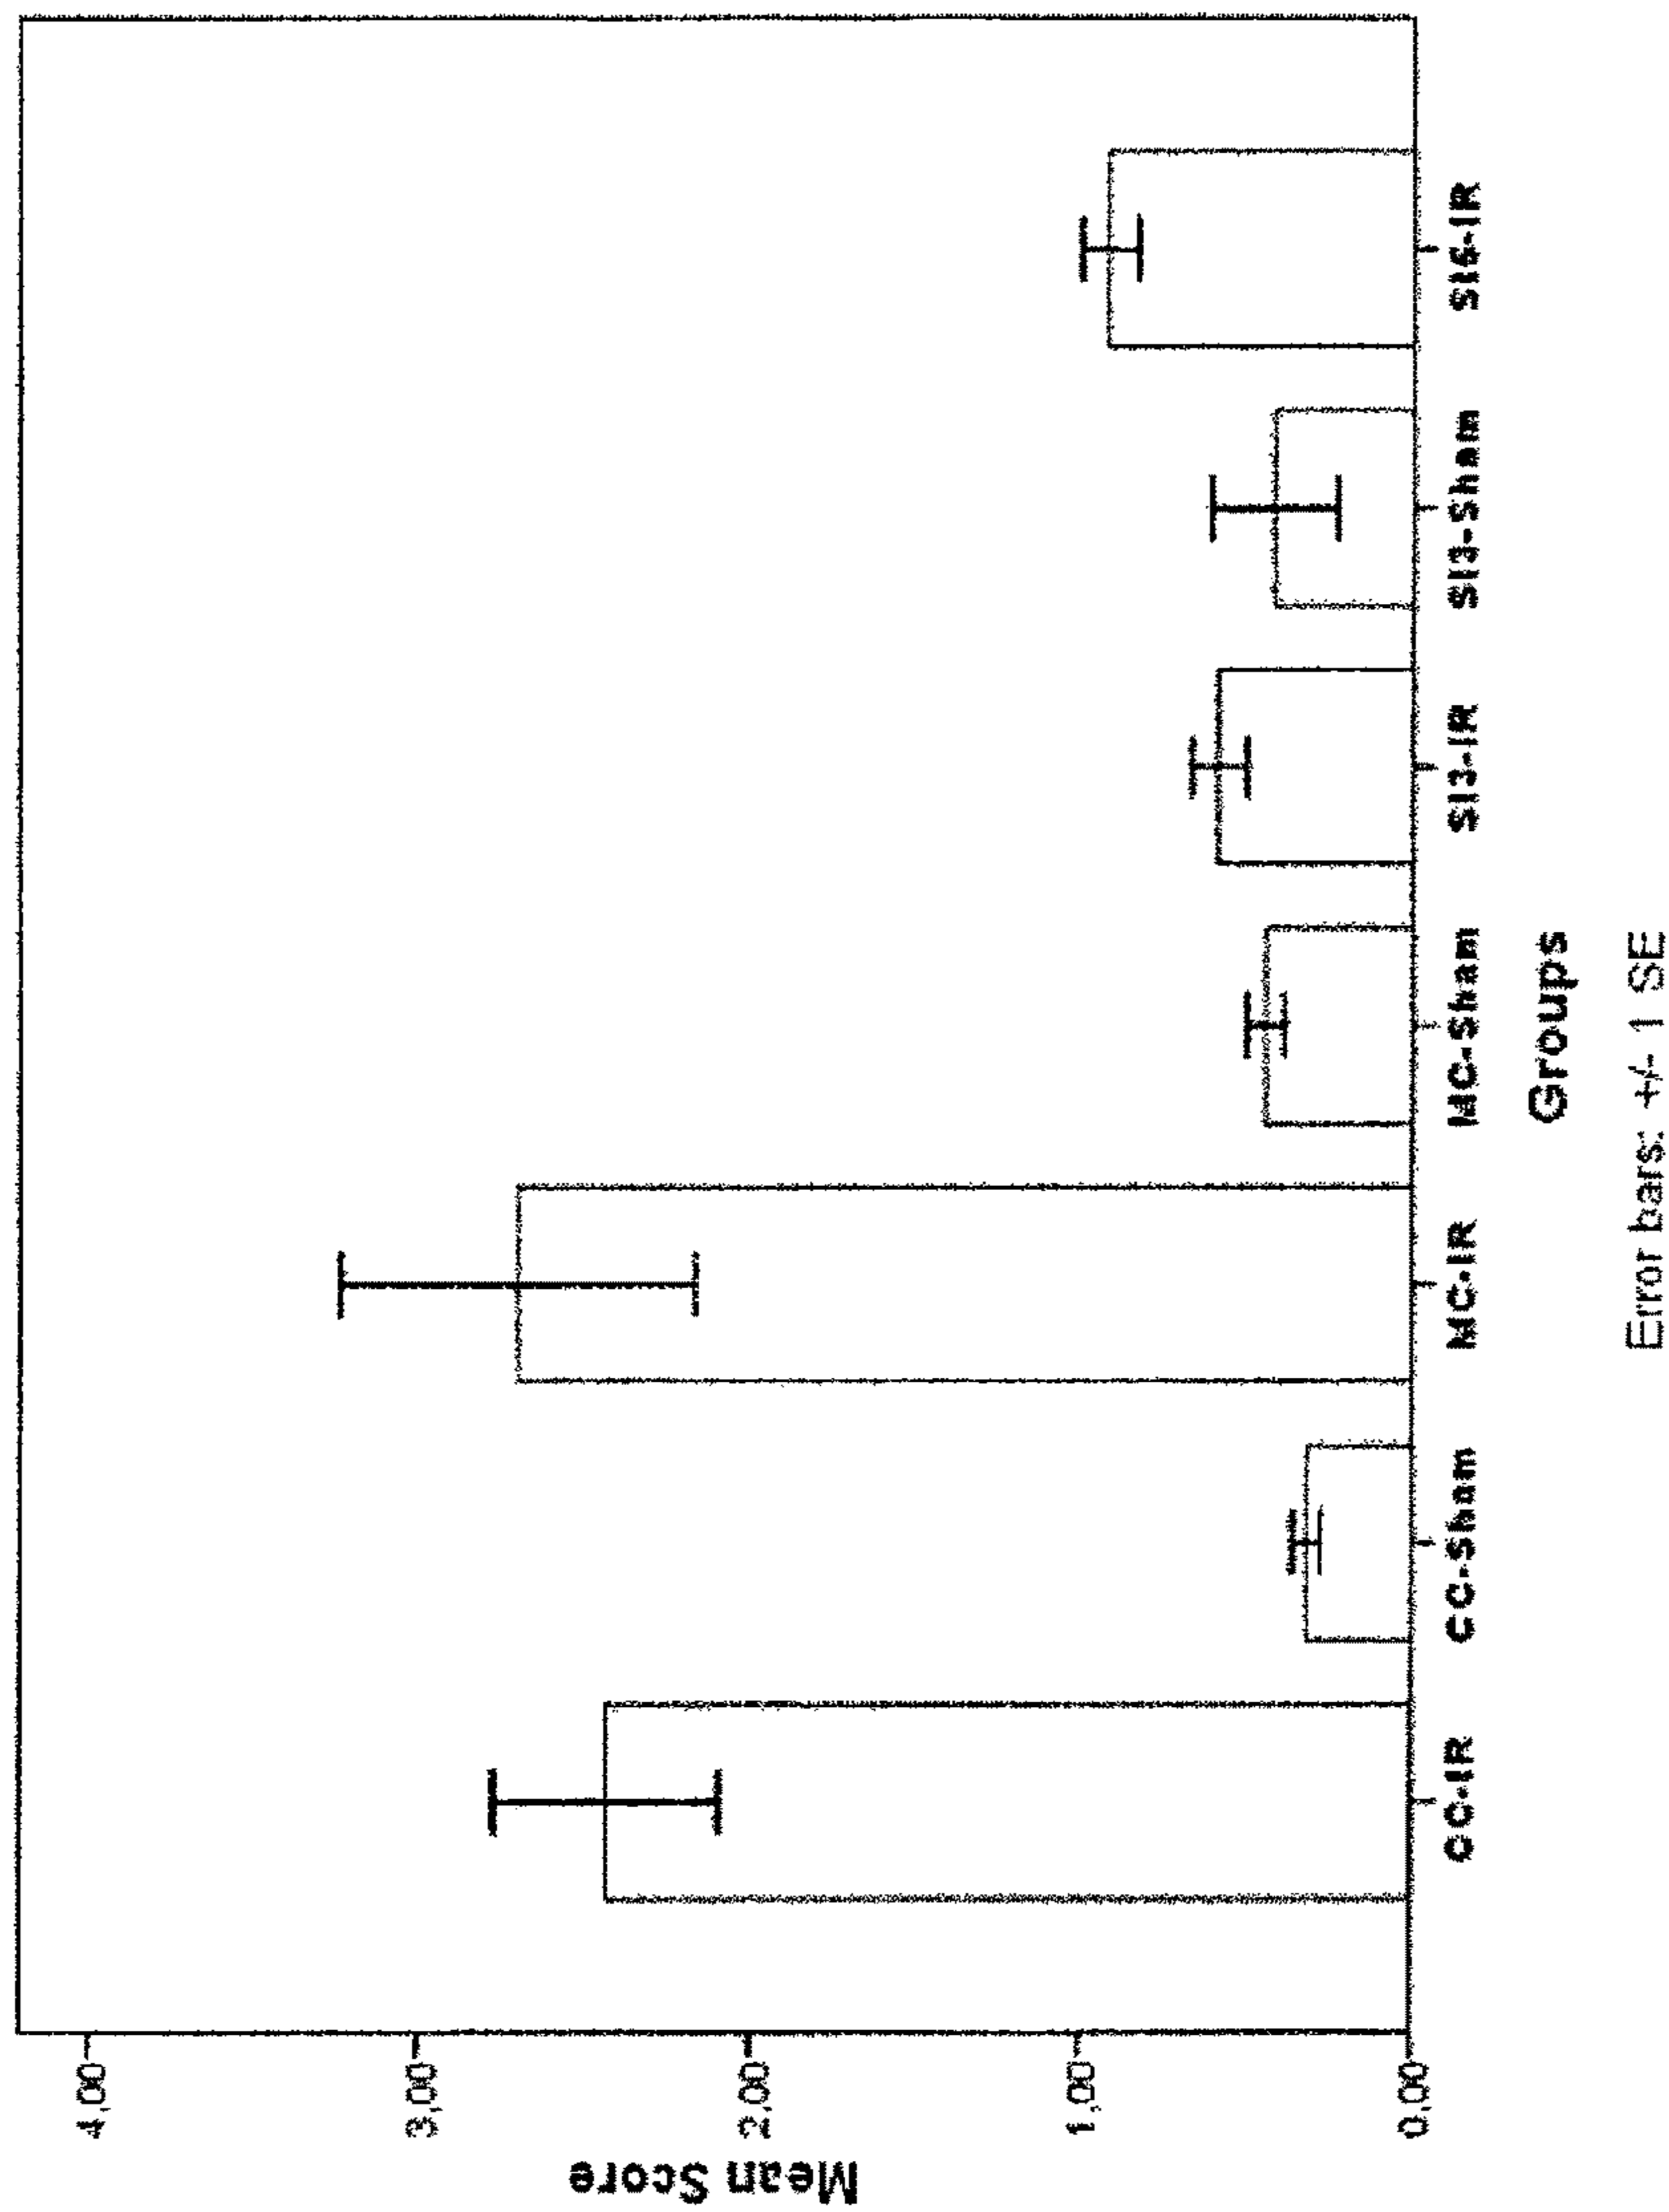 Mean Score
4,00
3,00
2,00
1,00
0,00
CC-IR
CC-Sham
MC-IR
MC-Sham
SI3-IR
SI3-Sham
SI6-IR
Groups
Error bars: +/- 1 SE